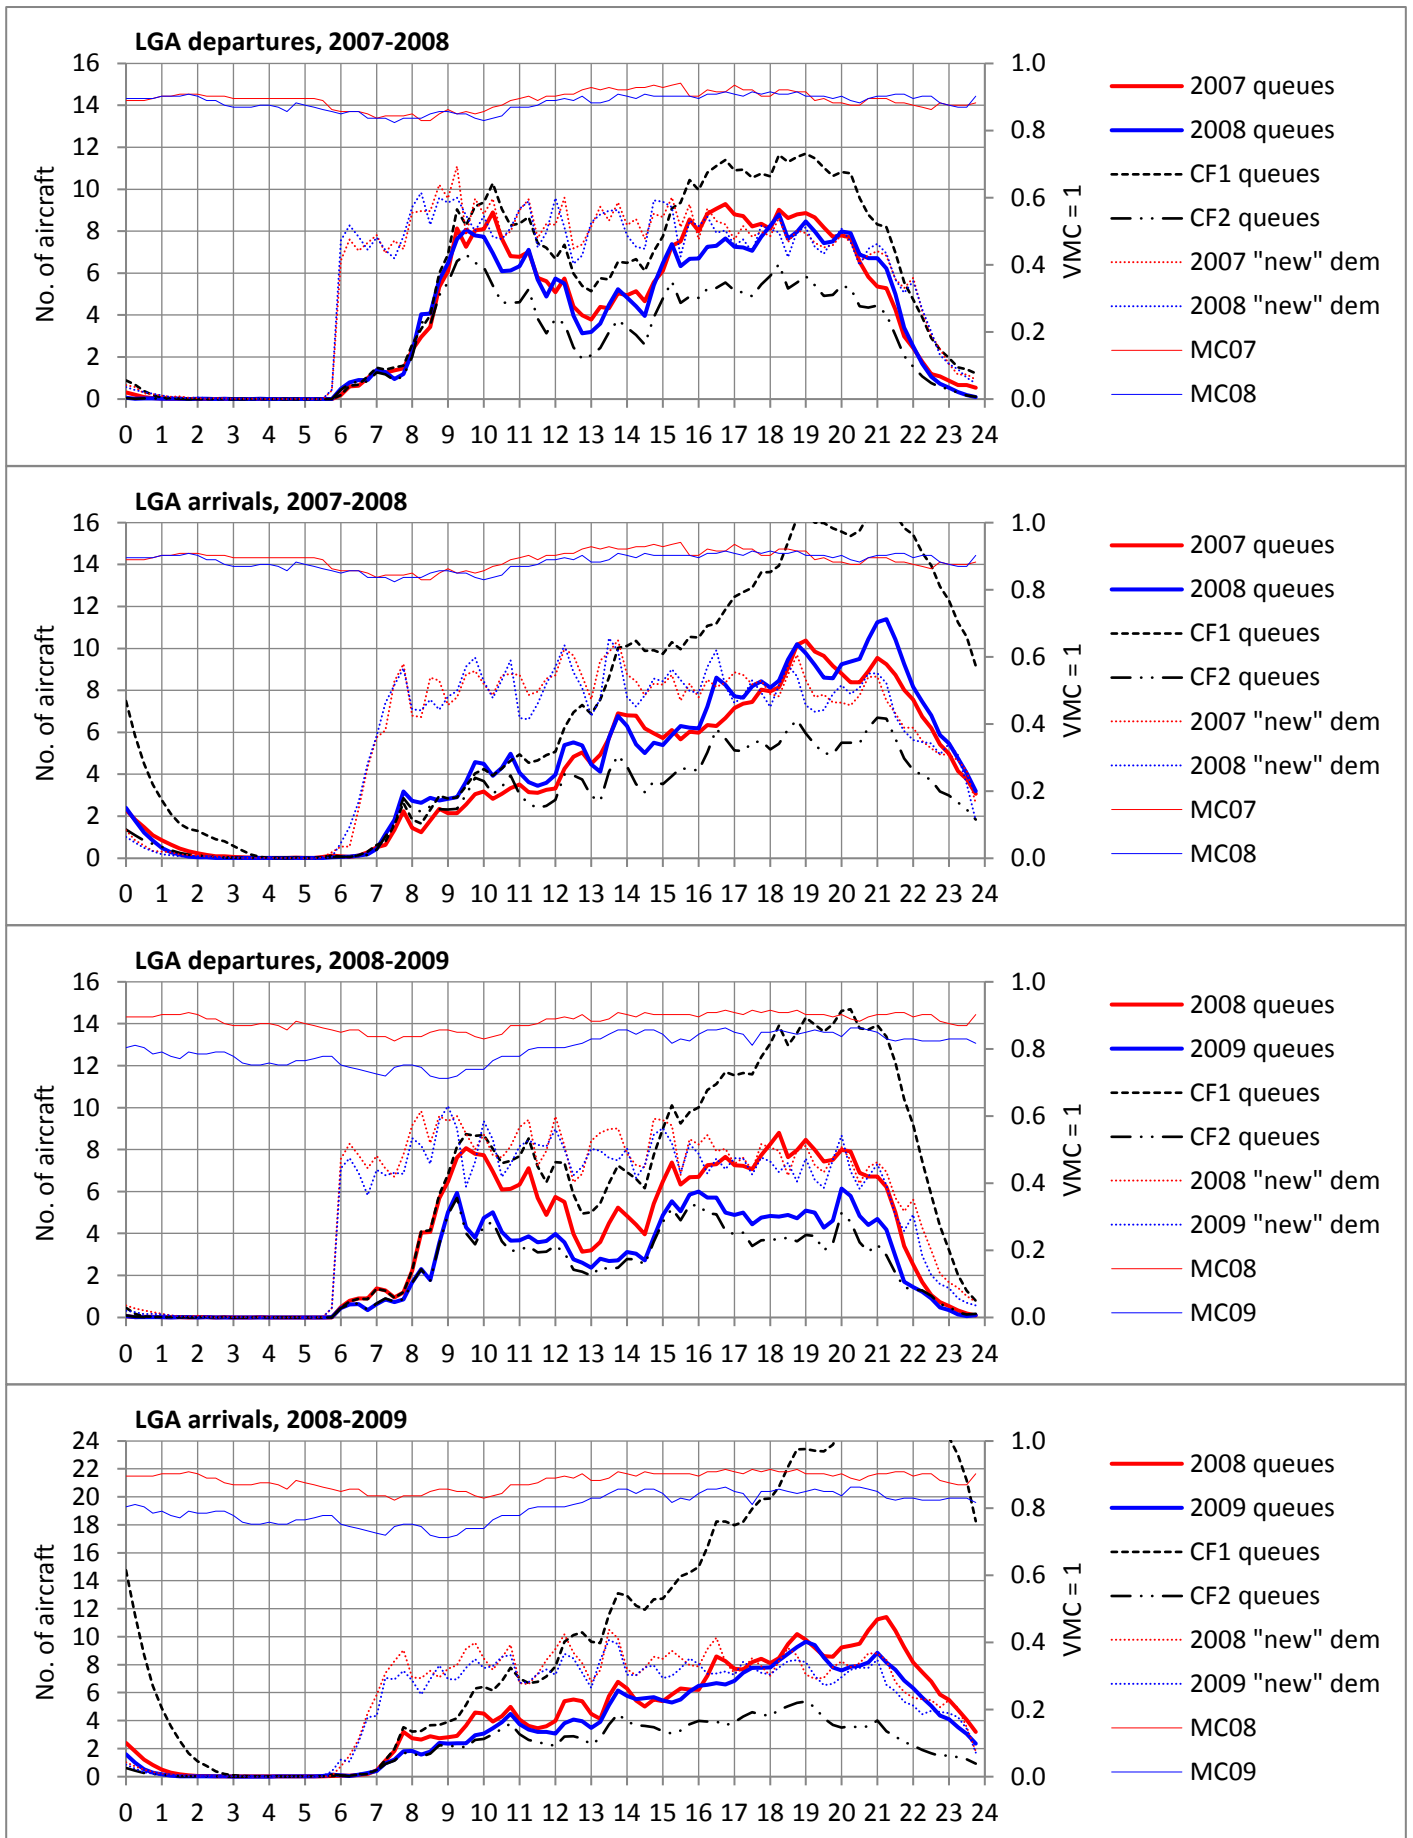 LGA departures, 2007-2008
No. of aircraft
16
14
12
10
8
6
4
2
0
0 1 2 3 4 5 6 7 8 9 10 11 12 13 14 15 16 17 18 19 20 21 22 23 24
1.0
0.8
0.6
0.4
0.2
0.0
VMC = 1
2007 queues
2008 queues
CF1 queues
CF2 queues
2007 "new" dem
2008 "new" dem
MC07
MC08
LGA arrivals, 2007-2008
No. of aircraft
16
14
12
10
8
6
4
2
0
0 1 2 3 4 5 6 7 8 9 10 11 12 13 14 15 16 17 18 19 20 21 22 23 24
1.0
0.8
0.6
0.4
0.2
0.0
VMC = 1
2007 queues
2008 queues
CF1 queues
CF2 queues
2007 "new" dem
2008 "new" dem
MC07
MC08
LGA departures, 2008-2009
No. of aircraft
16
14
12
10
8
6
4
2
0
0 1 2 3 4 5 6 7 8 9 10 11 12 13 14 15 16 17 18 19 20 21 22 23 24
1.0
0.8
0.6
0.4
0.2
0.0
VMC = 1
2008 queues
2009 queues
CF1 queues
CF2 queues
2008 "new" dem
2009 "new" dem
MC08
MC09
LGA arrivals, 2008-2009
No. of aircraft
24
22
20
18
16
14
12
10
8
6
4
2
0
0 1 2 3 4 5 6 7 8 9 10 11 12 13 14 15 16 17 18 19 20 21 22 23 24
1.0
0.8
0.6
0.4
0.2
0.0
VMC = 1
2008 queues
2009 queues
CF1 queues
CF2 queues
2008 "new" dem
2009 "new" dem
MC08
MC09